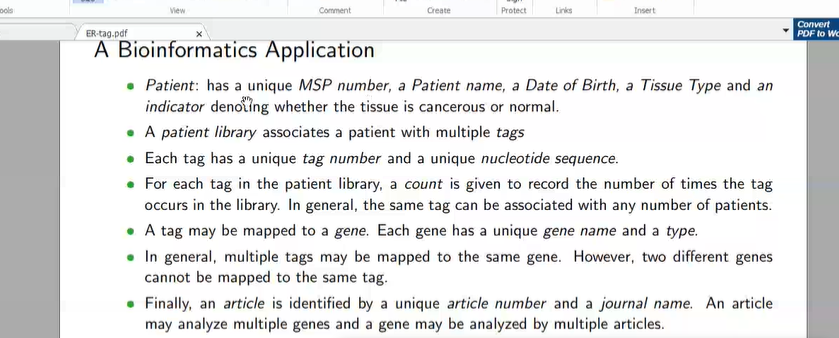 ools
View
Comment
Create
Protect
Links
Insert
Convert
PDF to Wo
ER-tag.pdf x
A Bioinformatics Application
Patient: has a unique MSP number, a Patient name, a Date of Birth, a Tissue Type and an
indicator denoting whether the tissue is cancerous or normal.
A patient library associates a patient with multiple tags
Each tag has a unique tag number and a unique nucleotide sequence.
For each tag in the patient library, a count is given to record the number of times the tag
occurs in the library. In general, the same tag can be associated with any number of patients.
A tag may be mapped to a gene. Each gene has a unique gene name and a type.
In general, multiple tags may be mapped to the same gene. However, two different genes
cannot be mapped to the same tag.
Finally, an article is identified by a unique article number and a journal name. An article
may analyze multiple genes and a gene may be analyzed by multiple articles.